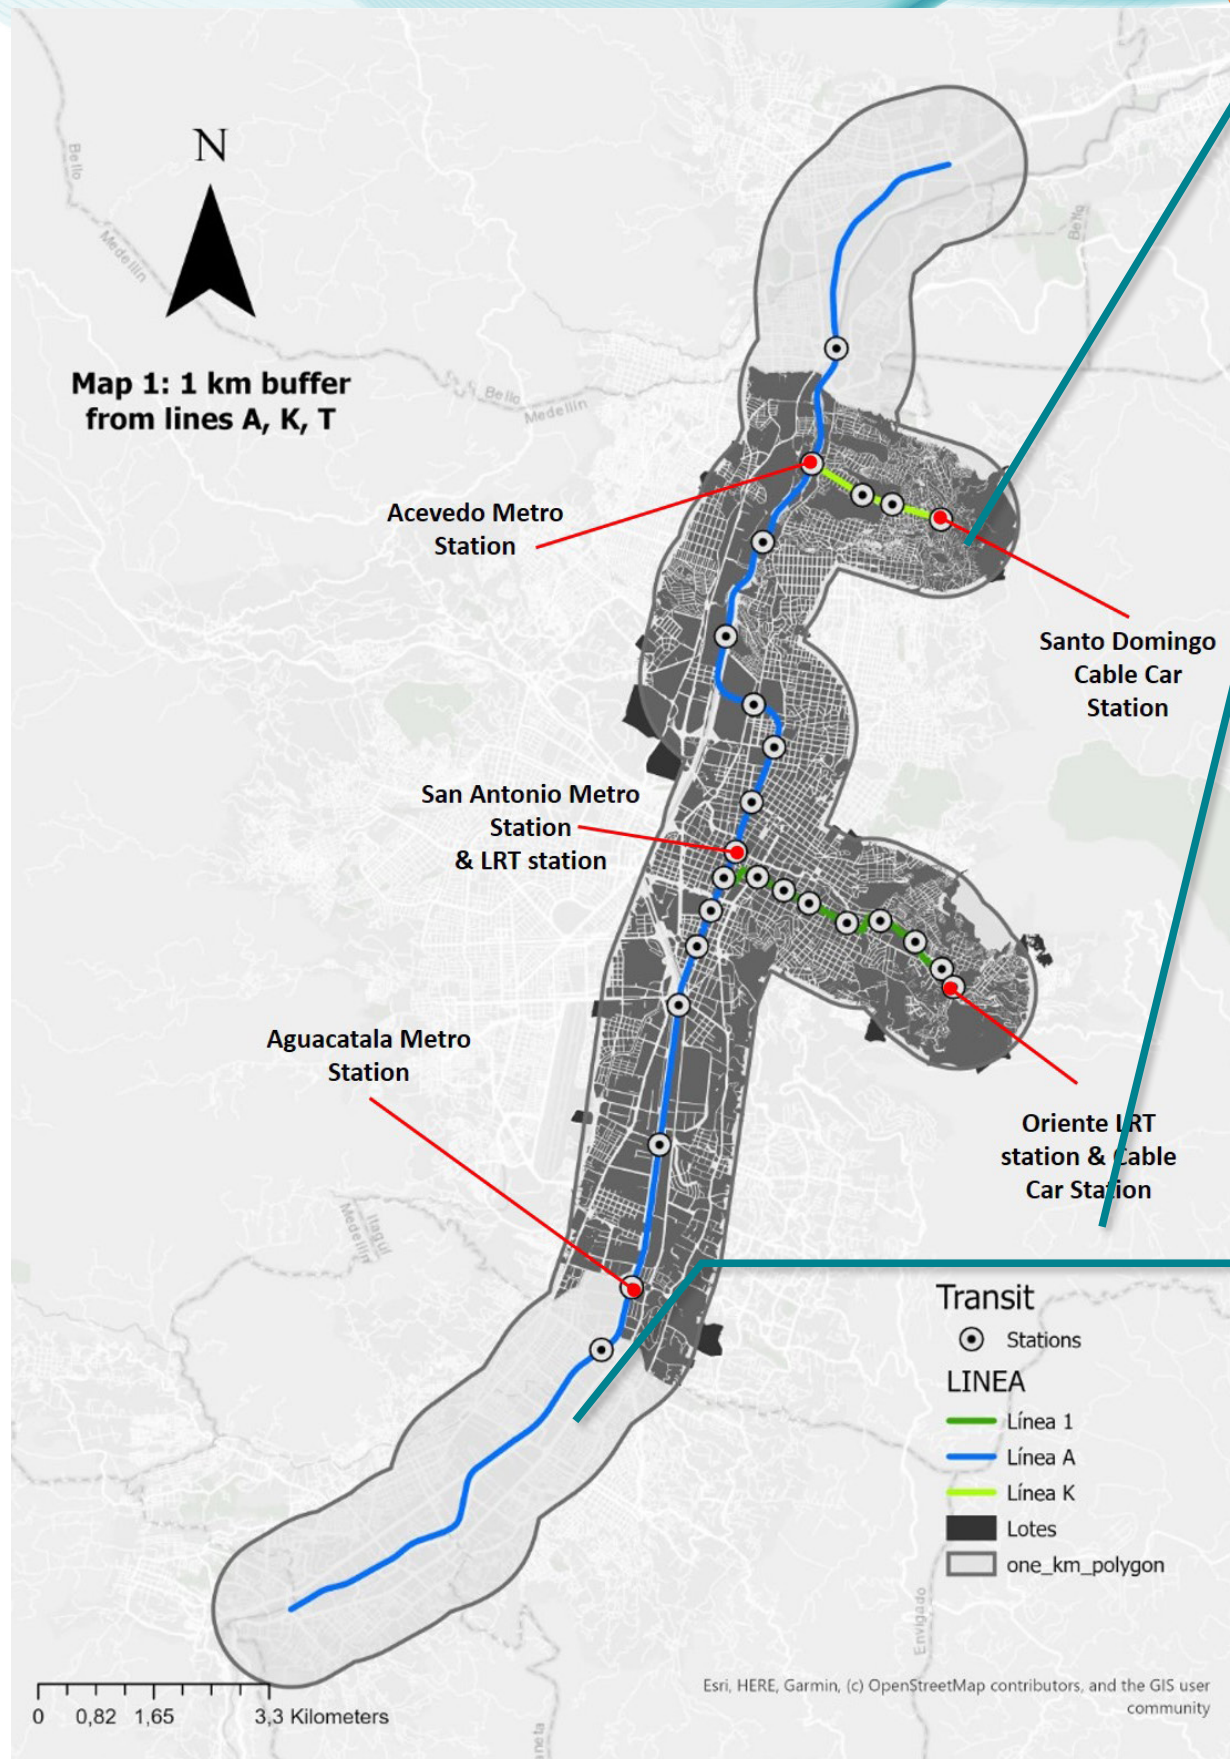 N
Bello
Medellín
Map 1: 1 km buffer
from lines A, K, T
Bello
Medellín
Bello
Acevedo Metro
Station
Santo Domingo
Cable Car
Station
San Antonio Metro
Station
& LRT station
Aguacatala Metro
Station
Oriente LRT
station & Cable
Car Station
Itagüí
Medellín
Transit
Stations
LINEA
Línea 1
Línea A
Línea K
Lotes
one_km_polygon
Envigado
Esri, HERE, Garmin, (c) OpenStreetMap contributors, and the GIS user
community
0 0,82 1,65 3,3 Kilometers
aneta